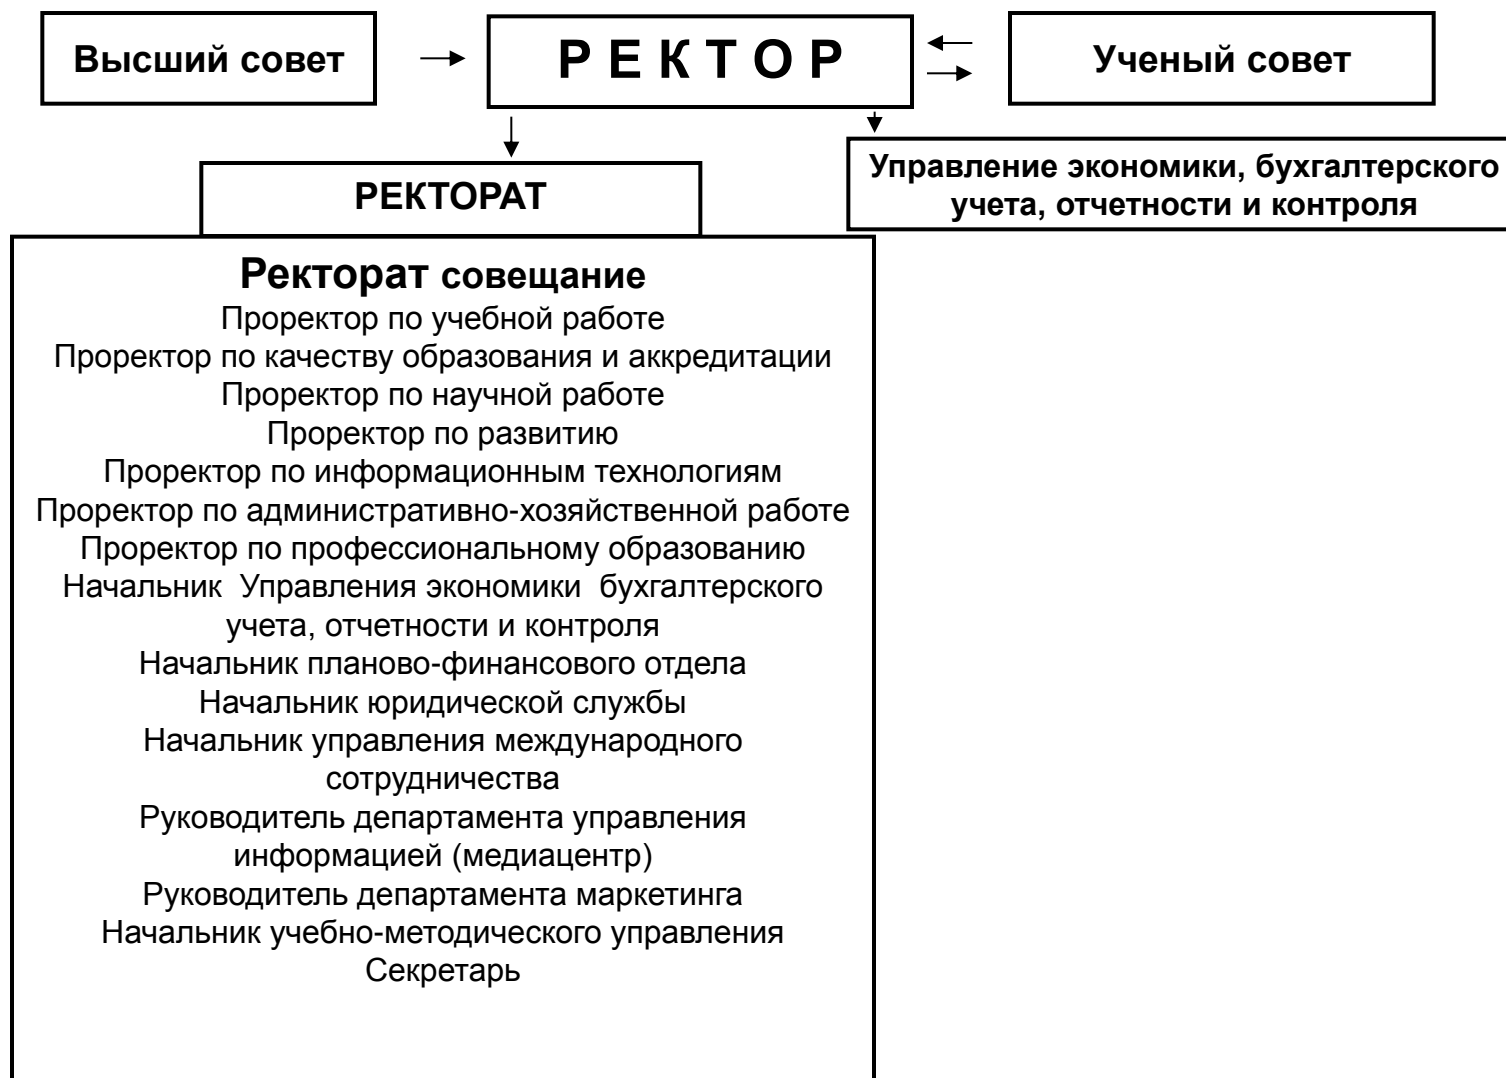 Высший совет
Р Е К Т О Р
Ученый совет
РЕКТОРАТ
Управление экономики, бухгалтерского
учета, отчетности и контроля
Ректорат совещание
Проректор по учебной работе
Проректор по качеству образования и аккредитации
Проректор по научной работе
Проректор по развитию
Проректор по информационным технологиям
Проректор по административно-хозяйственной работе
Проректор по профессиональному образованию
Начальник Управления экономики бухгалтерского
учета, отчетности и контроля
Начальник планово-финансового отдела
Начальник юридической службы
Начальник управления международного
сотрудничества
Руководитель департамента управления
информацией (медиацентр)
Руководитель департамента маркетинга
Начальник учебно-методического управления
Секретарь